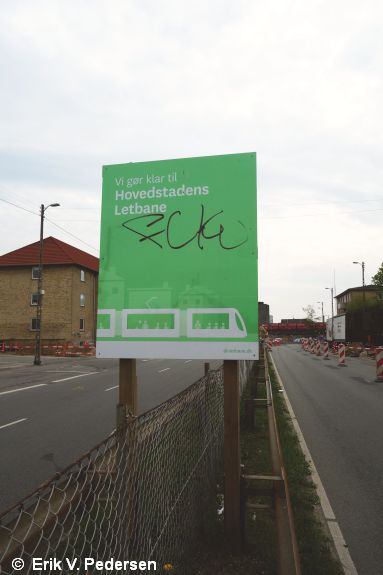 Vi gør klar til
Hovedstadens
Letbane
© Erik V. Pedersen